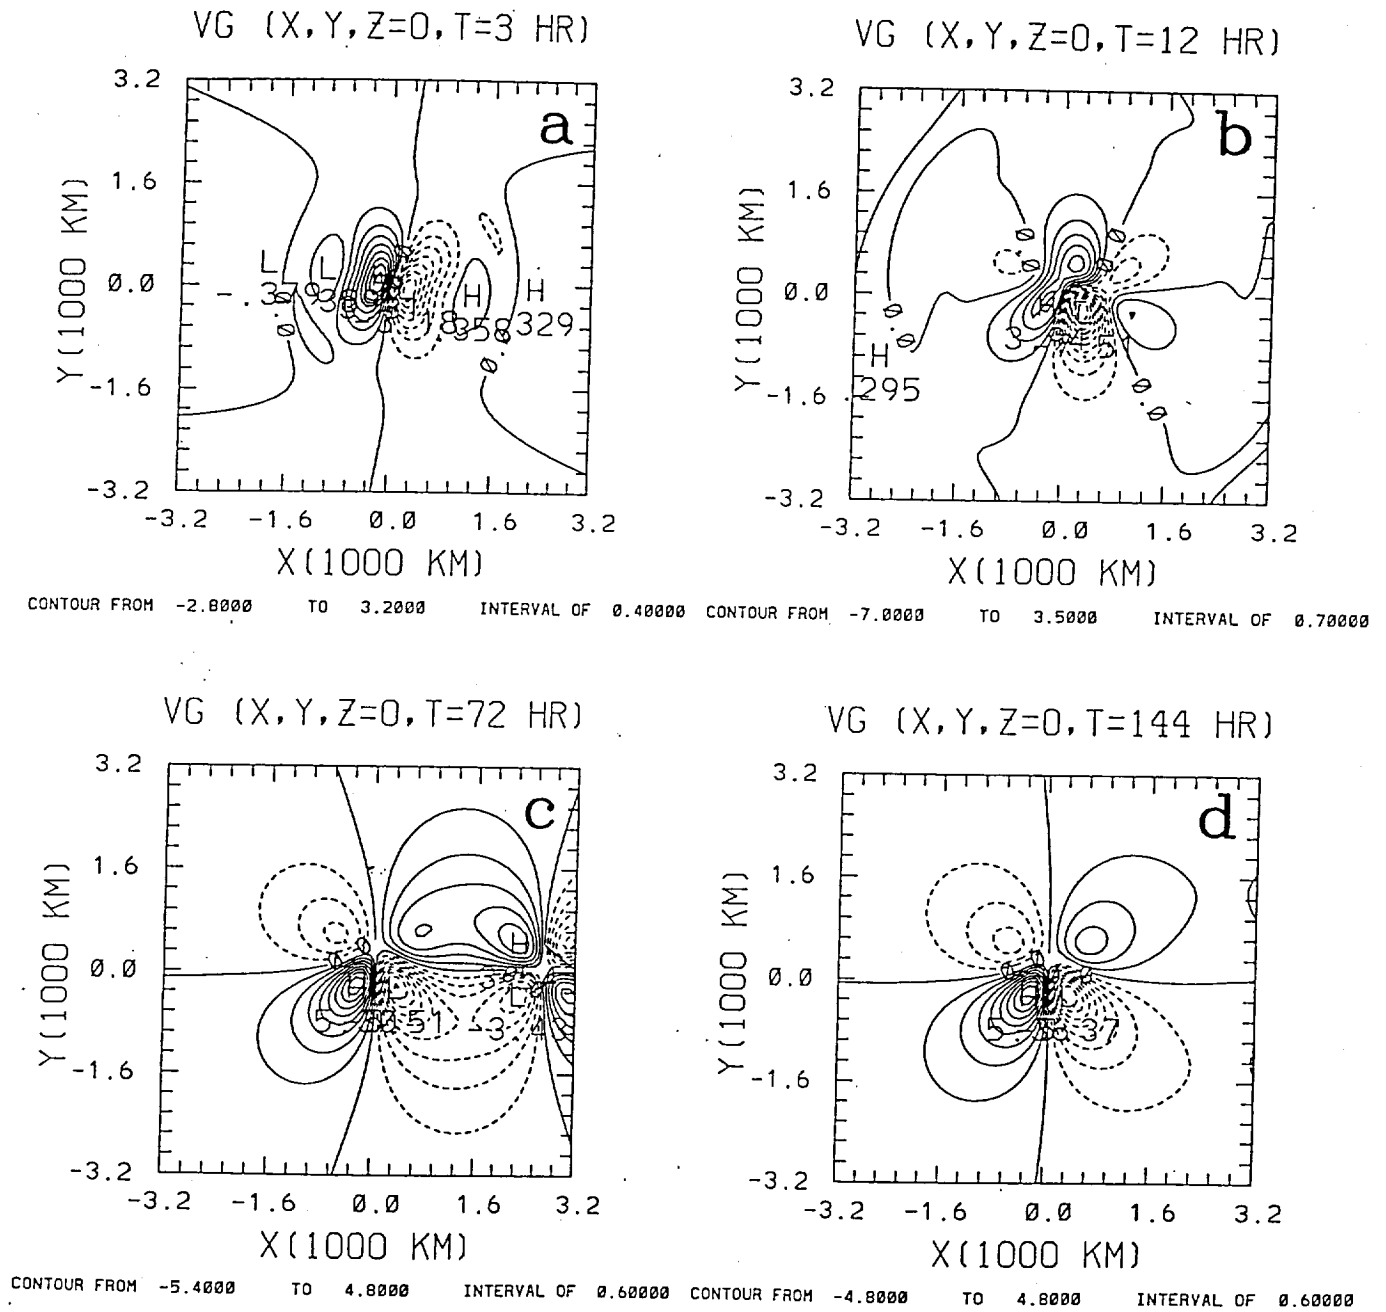 VG (X,Y,Z=0,T=3 HR)
a
3.2
1.6
0.0
-1.6
-3.2
Y(1000 KM)
L
L
H
H
358
329
-3.2 -1.6 0.0 1.6 3.2
X(1000 KM)
CONTOUR FROM -2.8000 TO 3.2000 INTERVAL OF 0.40000
VG (X,Y,Z=0,T=12 HR)
b
3.2
1.6
0.0
-1.6
-3.2
Y(1000 KM)
H
.295
0.0
0.0
-3.2 -1.6 0.0 1.6 3.2
X(1000 KM)
CONTOUR FROM -7.0000 TO 3.5000 INTERVAL OF 0.70000
VG (X,Y,Z=0,T=72 HR)
c
3.2
1.6
0.0
-1.6
-3.2
Y(1000 KM)
H
-3.2 -1.6 0.0 1.6 3.2
X(1000 KM)
CONTOUR FROM -5.4000 TO 4.8000 INTERVAL OF 0.60000
VG (X,Y,Z=0,T=144 HR)
d
3.2
1.6
0.0
-1.6
-3.2
Y(1000 KM)
-3.2 -1.6 0.0 1.6 3.2
X(1000 KM)
CONTOUR FROM -4.8000 TO 4.8000 INTERVAL OF 0.60000